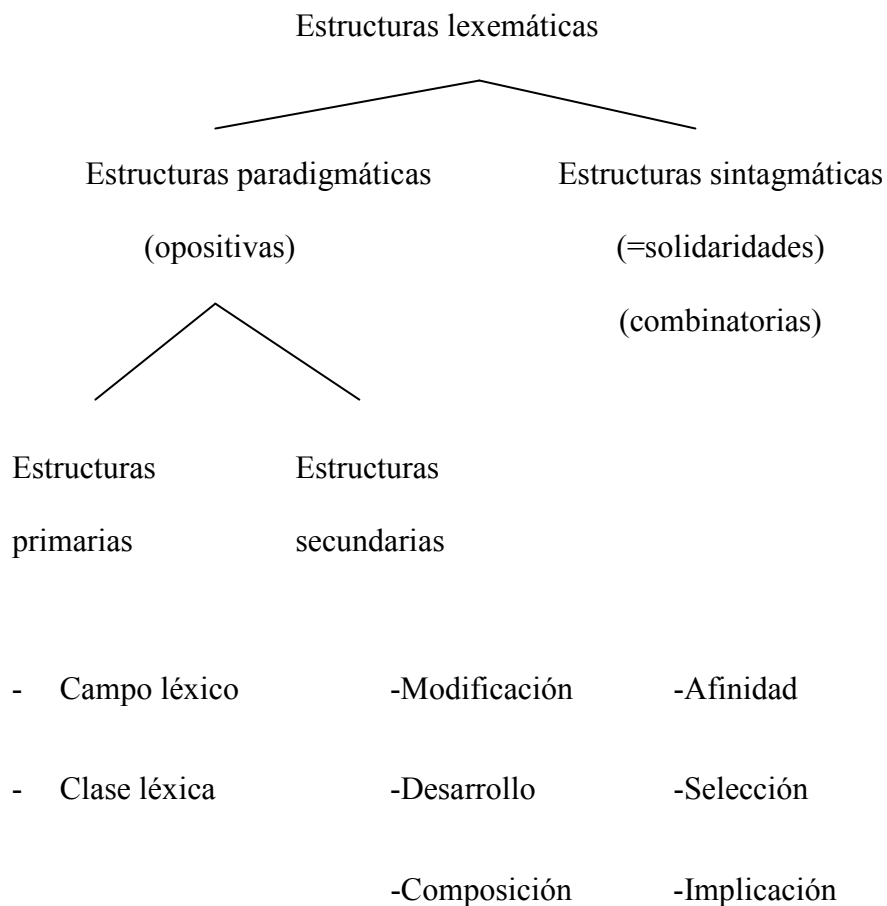 Estructuras lexemáticas
Estructuras paradigmáticas Estructuras sintagmáticas
(opositivas) (=solidaridades)
(combinatorias)
Estructuras Estructuras
primarias secundarias
- Campo léxico -Modificación -Afinidad
- Clase léxica -Desarrollo -Selección
-Composición -Implicación